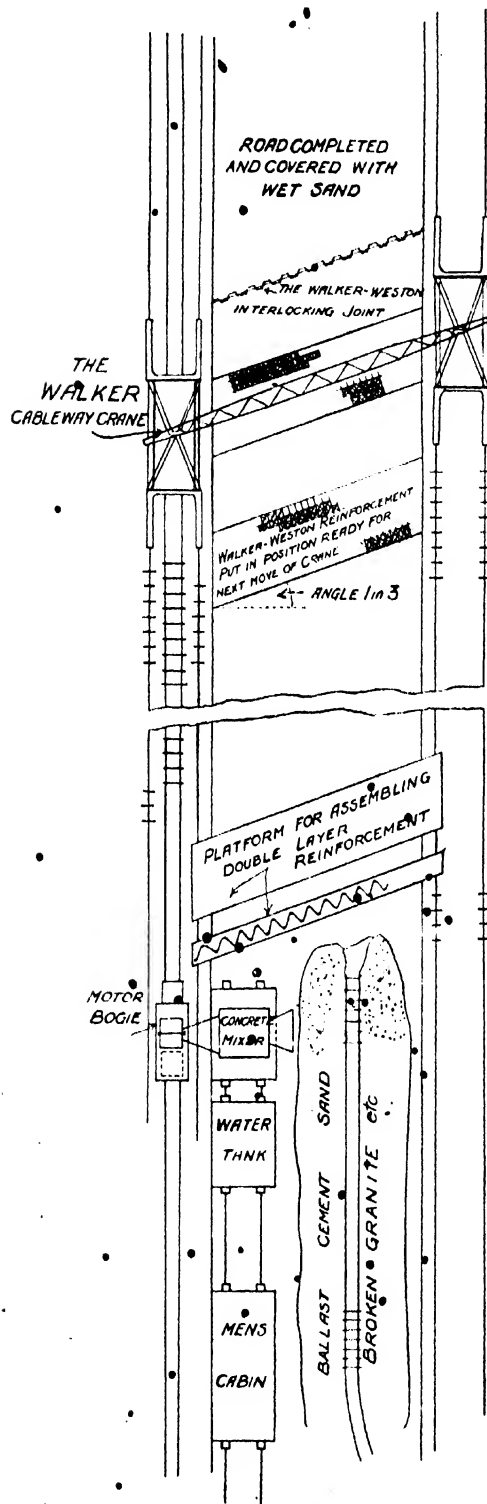 ROAD COMPLETED
AND COVERED WITH
WET SAND
THE WALKER-WESTON
INTERLOCKING JOINT
THE
WALKER
CABLEWAY CRANE
WALKER-WESTON REINFORCEMENT
PUT IN POSITION READY FOR
NEXT MOVE OF CRANE
ANGLE 1 in 3
PLATFORM FOR ASSEMBLING
DOUBLE LAYER
REINFORCEMENT
MOTOR
BOGIE
CONCRETE
MIXER
WATER
TANK
MENS
CABIN
BALLAST CEMENT SAND
BROKEN GRANITE etc